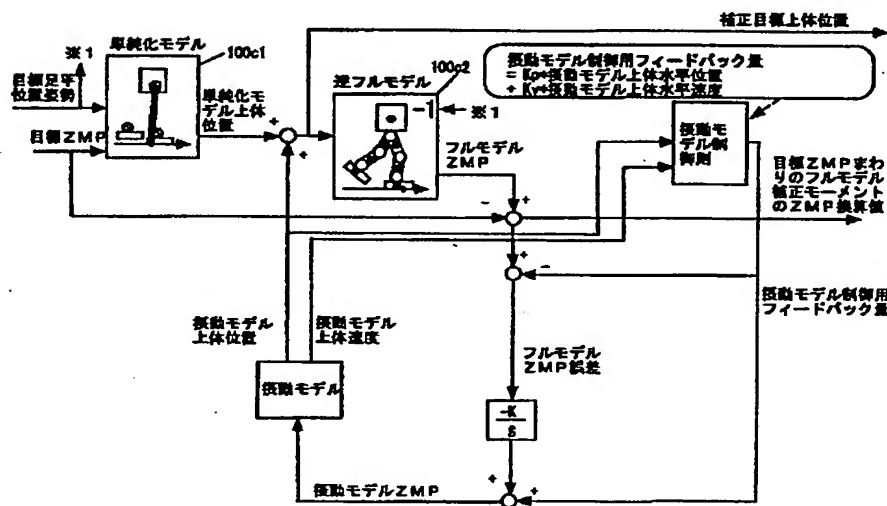 補正目標上体位置
単純化モデル
100c1
※1
目標足平
位置姿勢
目標ZMP
単純化モ
デル上体
位置
+
+
逆フルモデル
100c2
-1
※1
フルモデル
ZMP
摂動モデル制御用フィードバック量
= Kp*摂動モデル上体水平位置
+ Kv*摂動モデル上体水平速度
摂動モ
デル制
御則
目標ZMPまわ
りのフルモデル
補正モーメント
のZMP換算値
-
+
+
-
摂動モデル制御用
フィードバック量
摂動モデル
上体位置
摂動モデル
上体速度
フルモデル
ZMP誤差
摂動モデル
-K
S
摂動モデルZMP
+
+